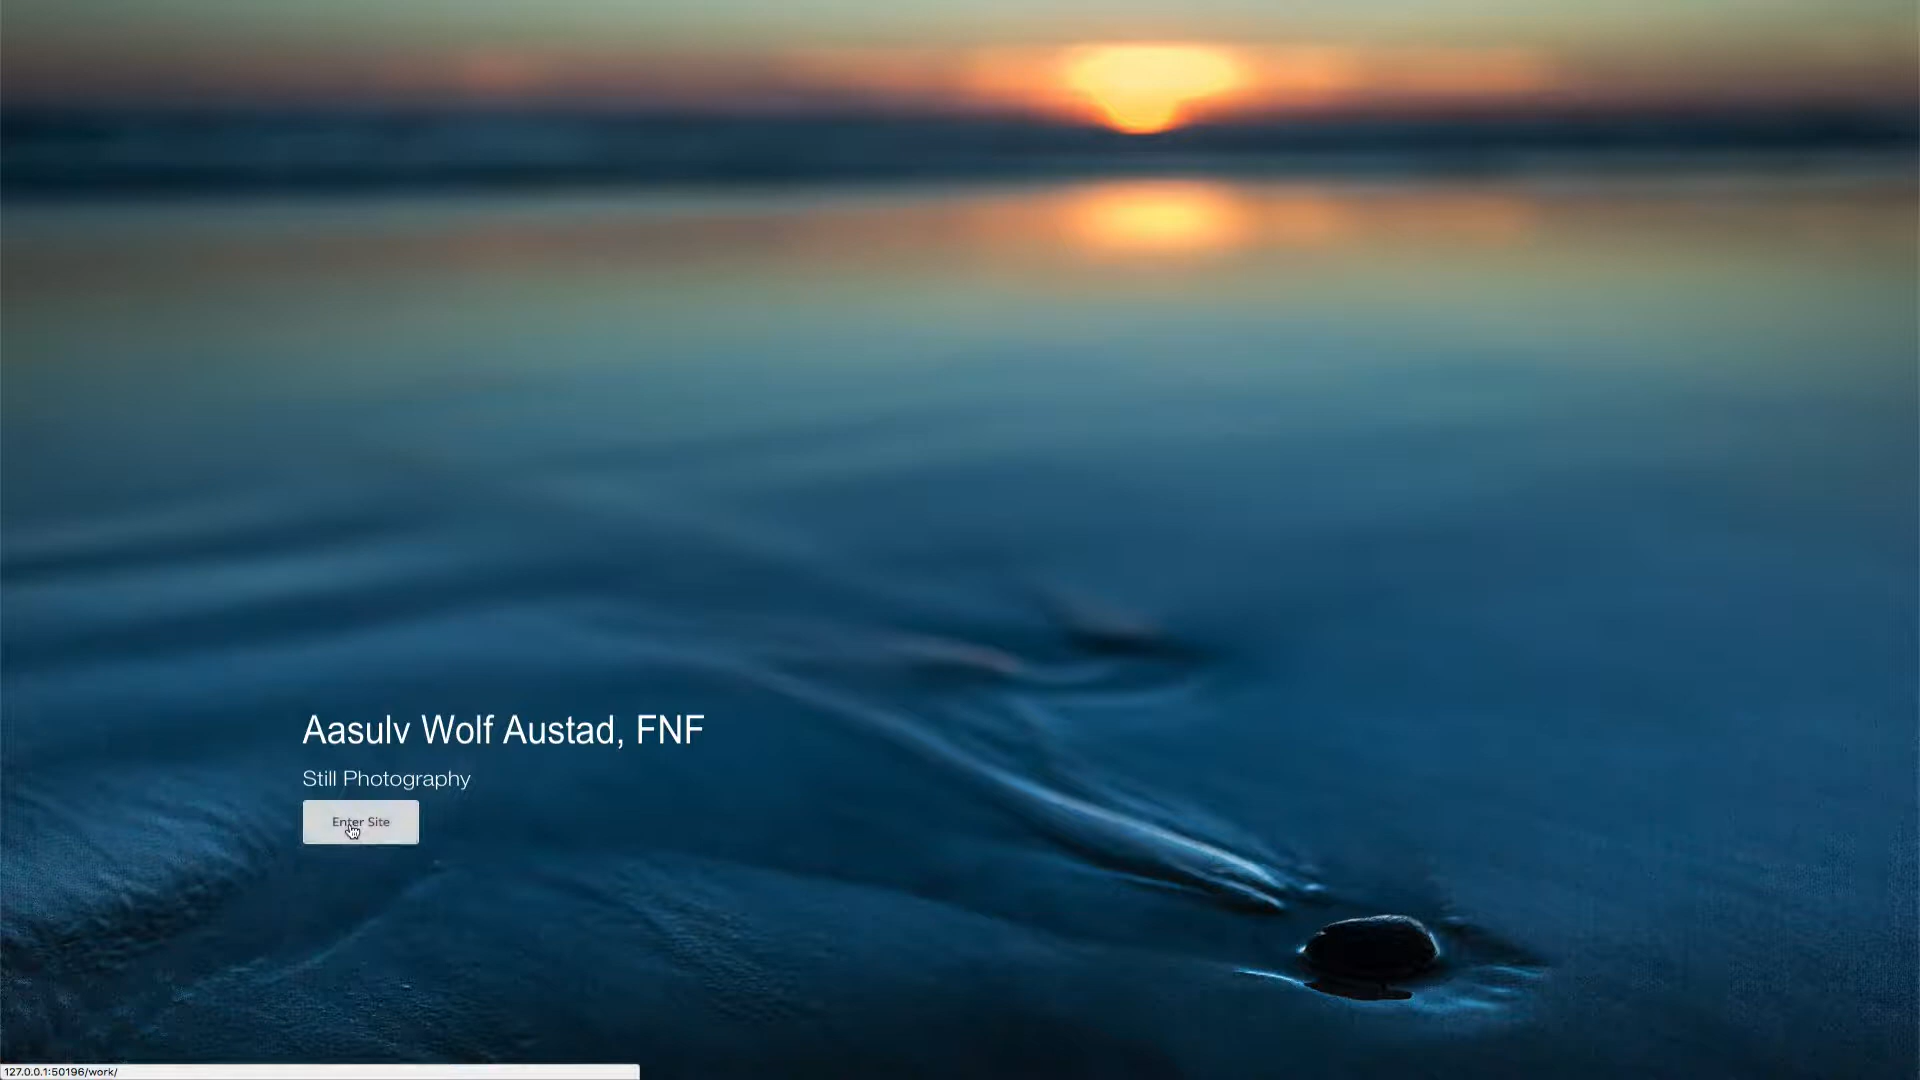 Aasulv Wolf Austad, FNF
Still Photography
Enter Site
127.0.0.1:50196/work/